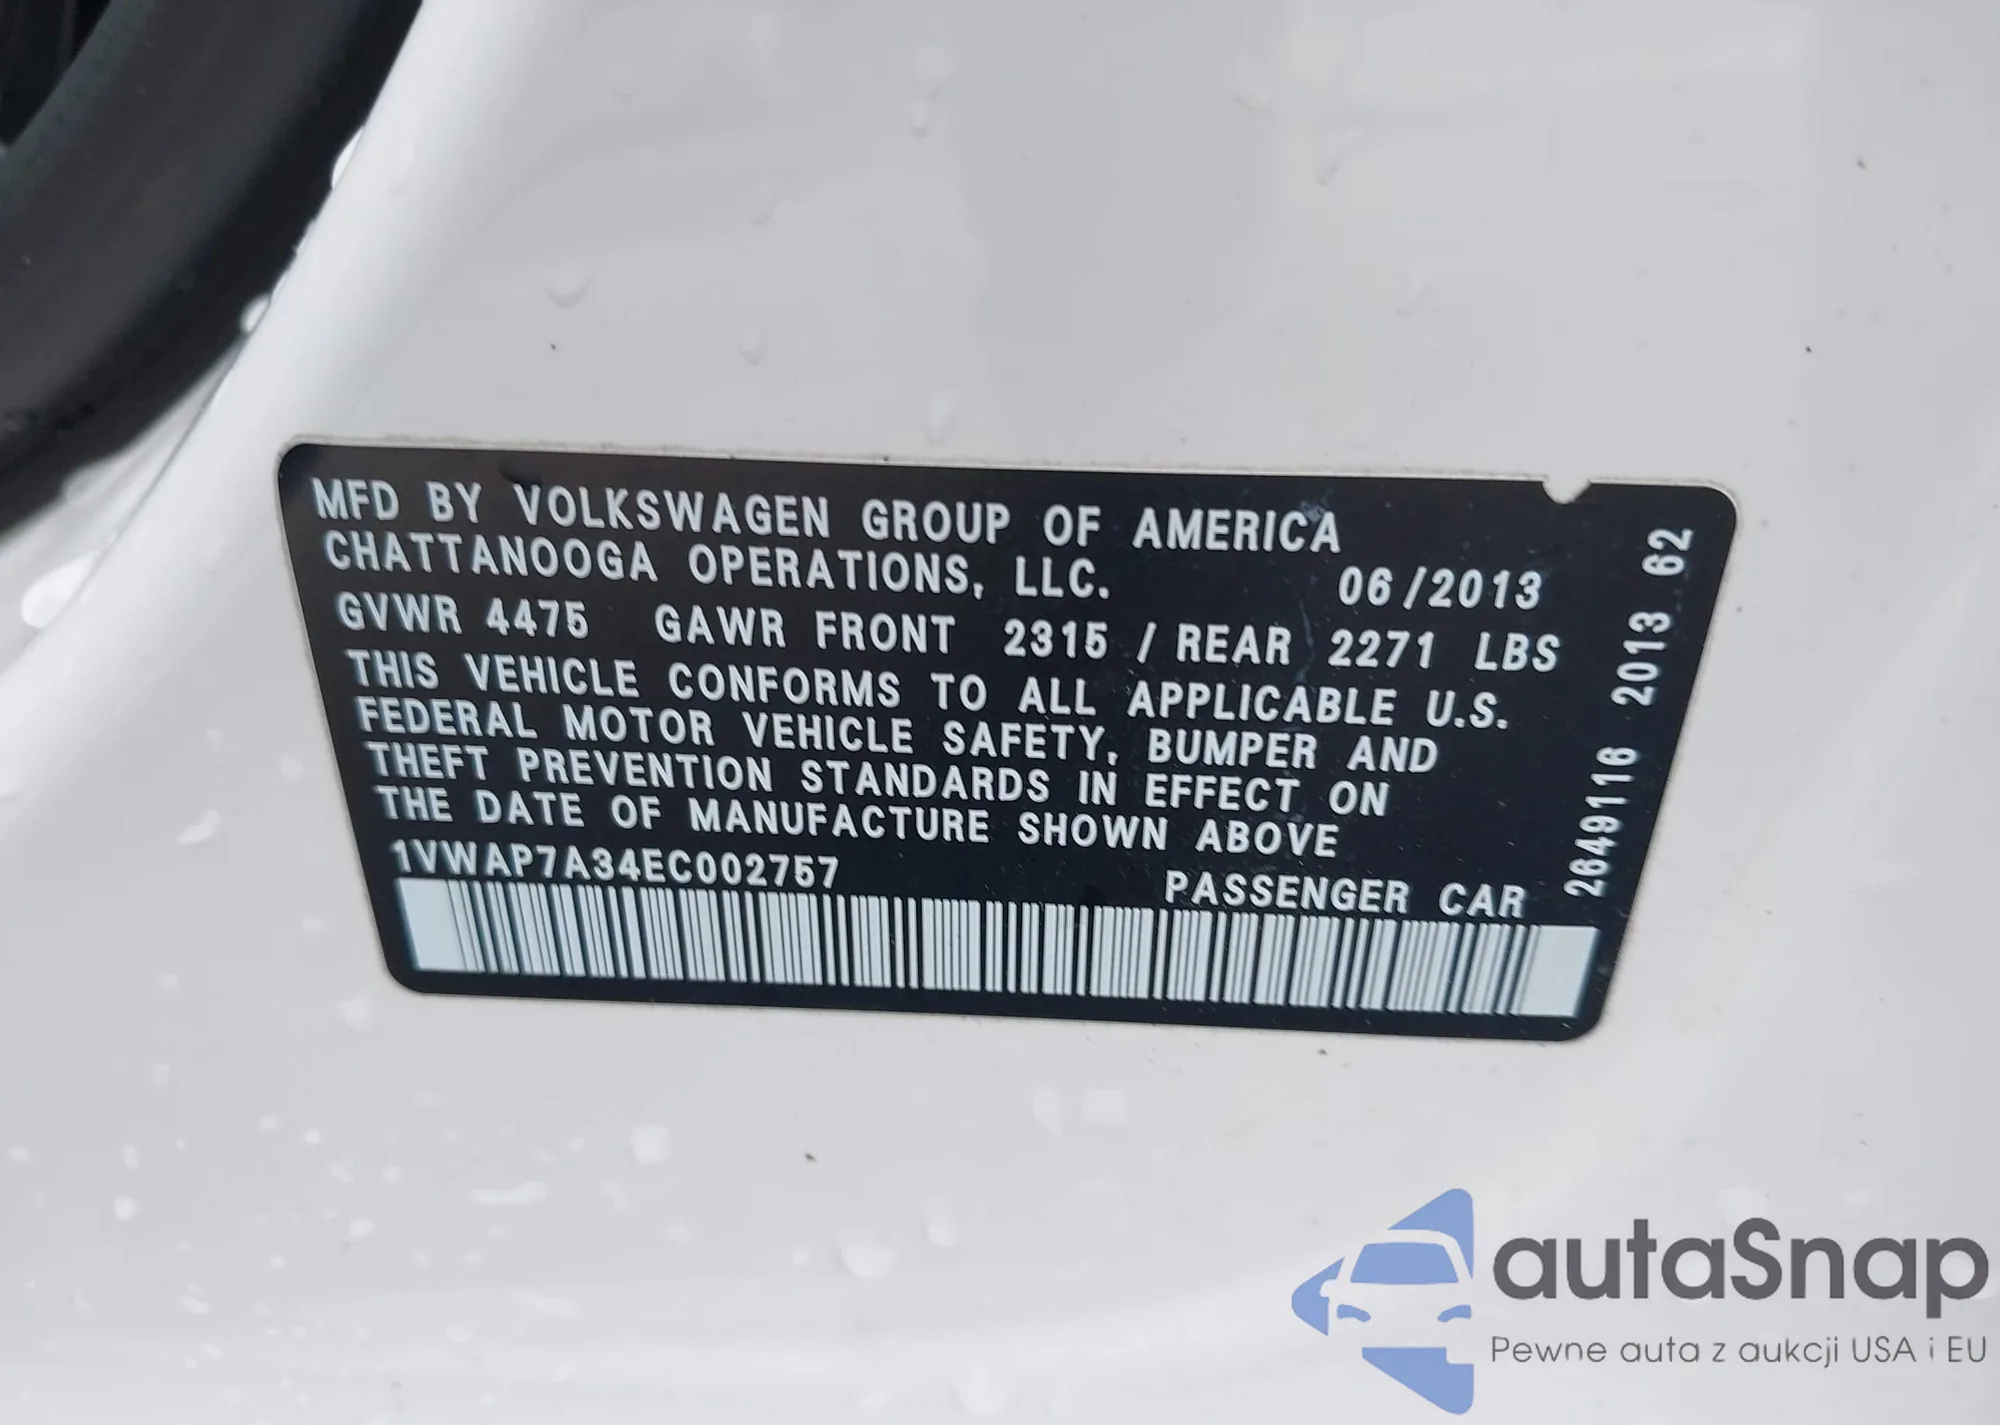 MFD BY VOLKSWAGEN GROUP OF AMERICA
CHATTANOOGA OPERATIONS, LLC. 06/2013
GVWR 4475 GAWR FRONT 2315 / REAR 2271 LBS
THIS VEHICLE CONFORMS TO ALL APPLICABLE U.S.
FEDERAL MOTOR VEHICLE SAFETY, BUMPER AND
THEFT PREVENTION STANDARDS IN EFFECT ON
THE DATE OF MANUFACTURE SHOWN ABOVE
1VWAP7A34EC002757 PASSENGER CAR
2649116 2013 62
autaSnap
Pewne auta z aukcji USA i EU